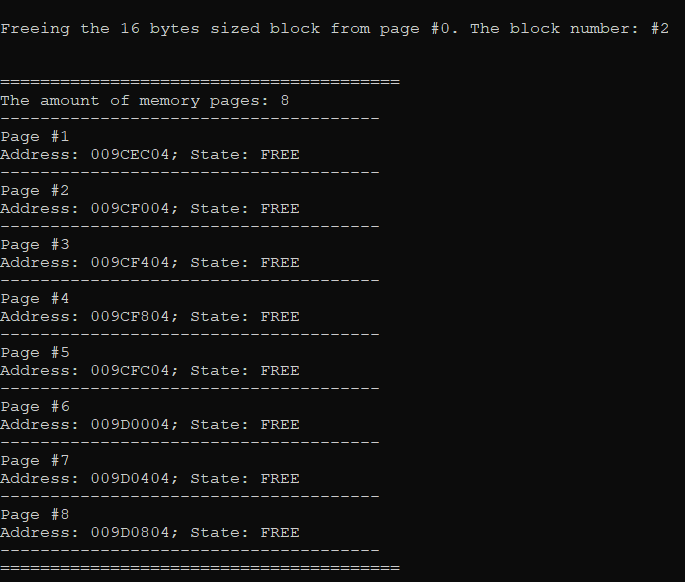 Freeing the 16 bytes sized block from page #0. The block number: #2
========================================
The amount of memory pages: 8
--------------------------------------
Page #1
Address: 009CEC04; State: FREE
--------------------------------------
Page #2
Address: 009CF004; State: FREE
--------------------------------------
Page #3
Address: 009CF404; State: FREE
--------------------------------------
Page #4
Address: 009CF804; State: FREE
--------------------------------------
Page #5
Address: 009CFC04; State: FREE
--------------------------------------
Page #6
Address: 009D0004; State: FREE
--------------------------------------
Page #7
Address: 009D0404; State: FREE
--------------------------------------
Page #8
Address: 009D0804; State: FREE
--------------------------------------
========================================